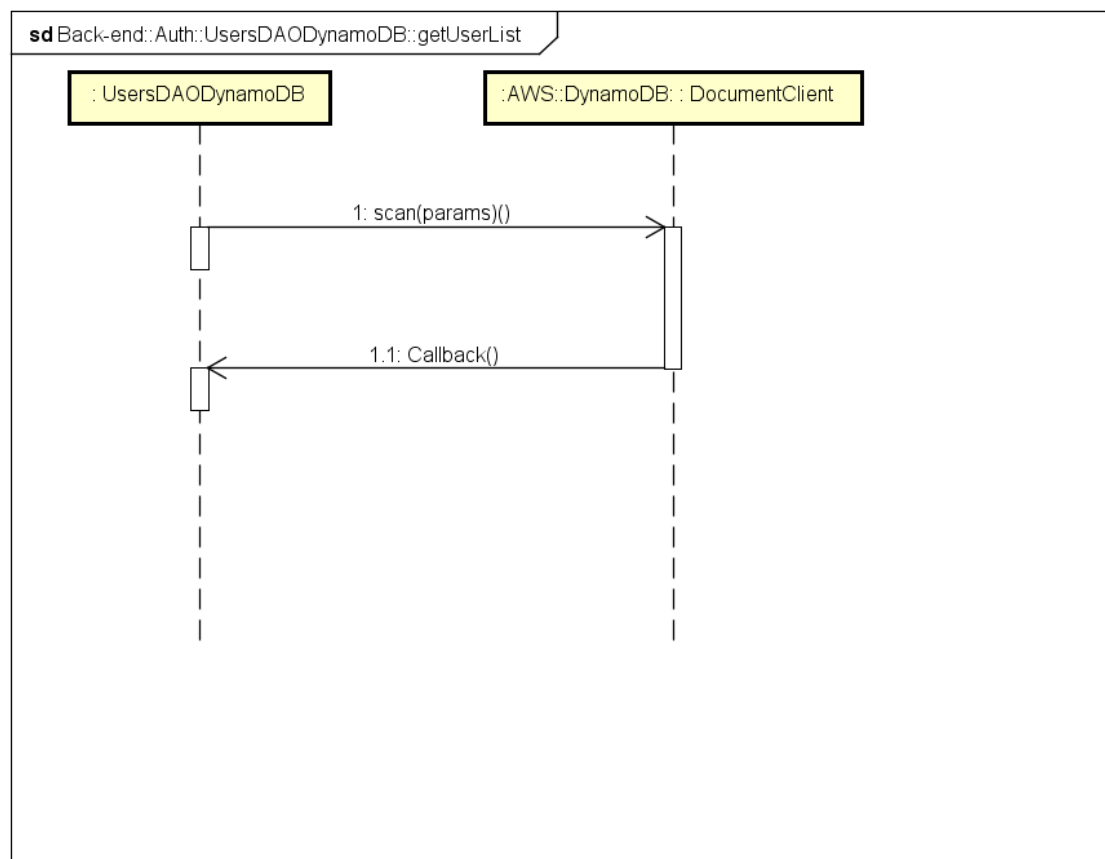 sd Back-end::Auth::UsersDAODynamoDB::getUserList
: UsersDAODynamoDB
:AWS::DynamoDB: : DocumentClient
1: scan(params)()
1.1: Callback()